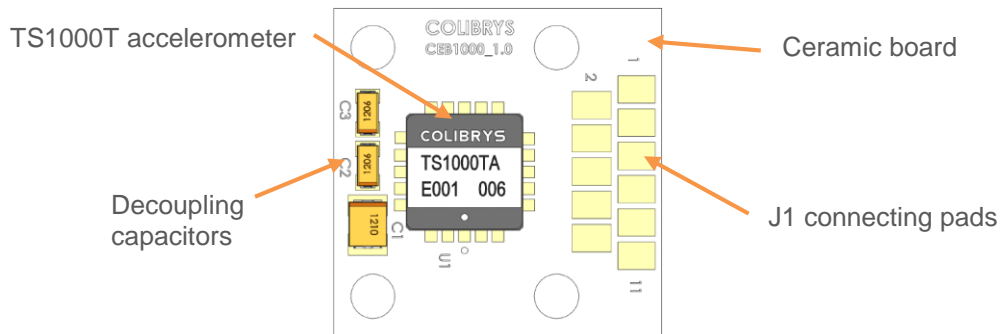 COLIBRYS
CEB1000_1.0
TS1000T accelerometer
Ceramic board
1
2
C3
1206
COLIBRYS
TS1000TA
E001 006
C2
1206
Decoupling
capacitors
J1 connecting pads
1210
C1
U1
11